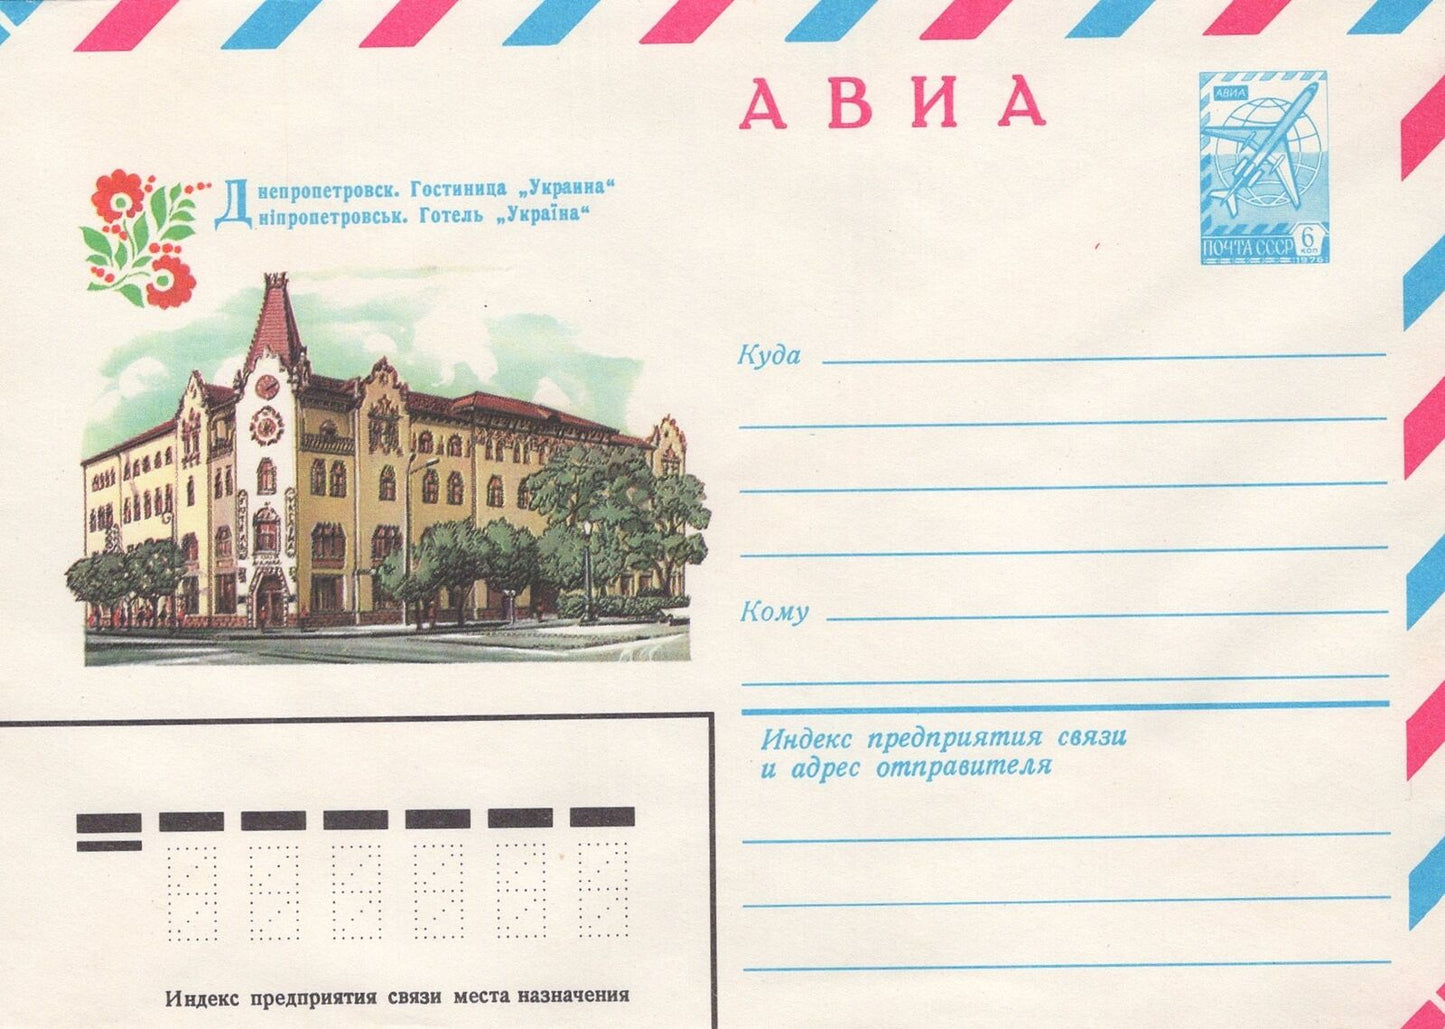 АВИА
АВИА
ПОЧТА СССР 6 КОП
1976
Днепропетровск. Гостиница „Украина“
Дніпропетровськ. Готель „Україна“
Куда
Кому
Индекс предприятия связи
и адрес отправителя
Индекс предприятия связи места назначения